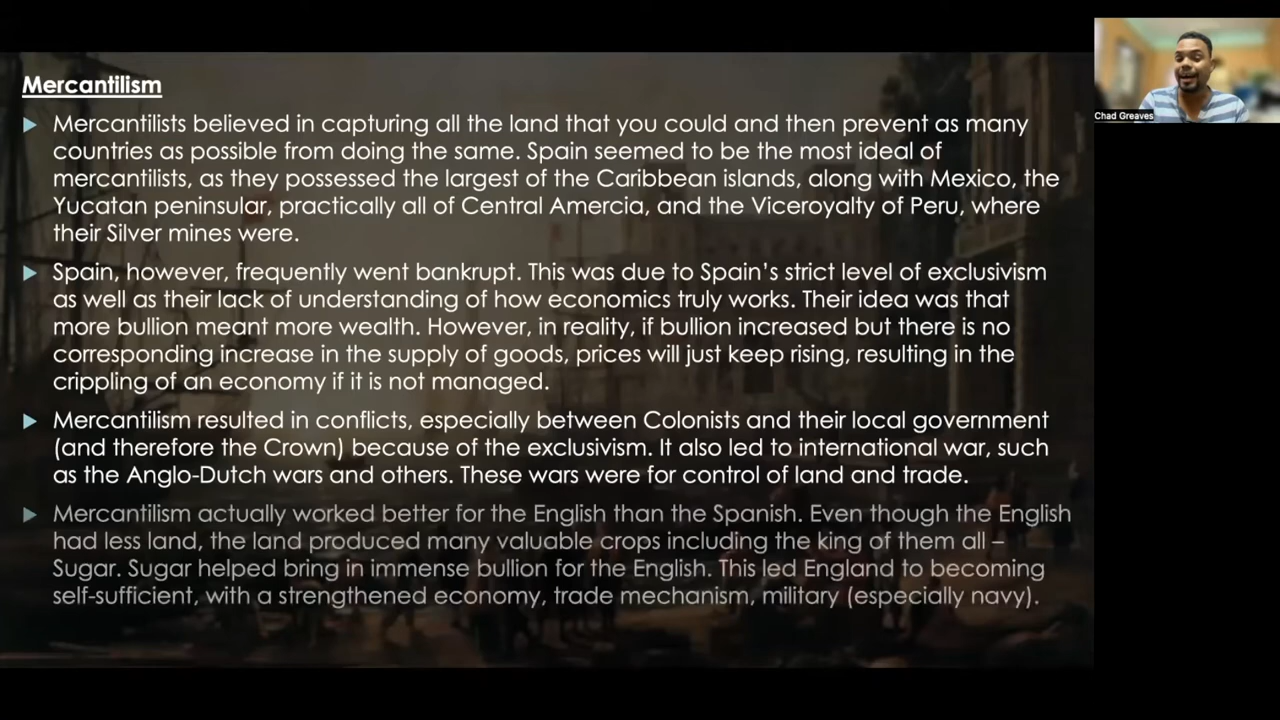 Mercantilism
Mercantilists believed in capturing all the land that you could and then prevent as many
countries as possible from doing the same. Spain seemed to be the most ideal of
mercantilists, as they possessed the largest of the Caribbean islands, along with Mexico, the
Yucatan peninsular, practically all of Central Amercia, and the Viceroyalty of Peru, where
their Silver mines were.
Spain, however, frequently went bankrupt. This was due to Spain's strict level of exclusivism
as well as their lack of understanding of how economics truly works. Their idea was that
more bullion meant more wealth. However, in reality, if bullion increased but there is no
corresponding increase in the supply of goods, prices will just keep rising, resulting in the
crippling of an economy if it is not managed.
Mercantilism resulted in conflicts, especially between Colonists and their local government
(and therefore the Crown) because of the exclusivism. It also led to international war, such
as the Anglo-Dutch wars and others. These wars were for control of land and trade.
Mercantilism actually worked better for the English than the Spanish. Even though the English
had less land, the land produced many valuable crops including the king of them all –
Sugar. Sugar helped bring in immense bullion for the English. This led England to becoming
self-sufficient, with a strengthened economy, trade mechanism, military (especially navy).
Chad Greaves